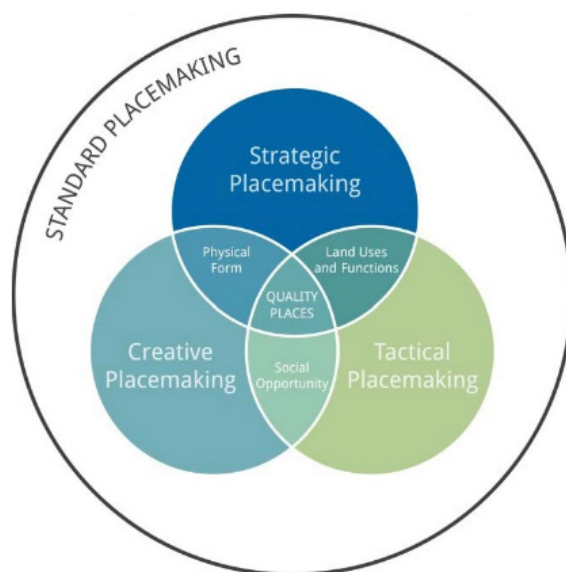 STANDARD PLACEMAKING
Strategic
Placemaking
Physical
Form
Land Uses
and Functions
QUALITY
PLACES
Creative
Placemaking
Social
Opportunity
Tactical
Placemaking